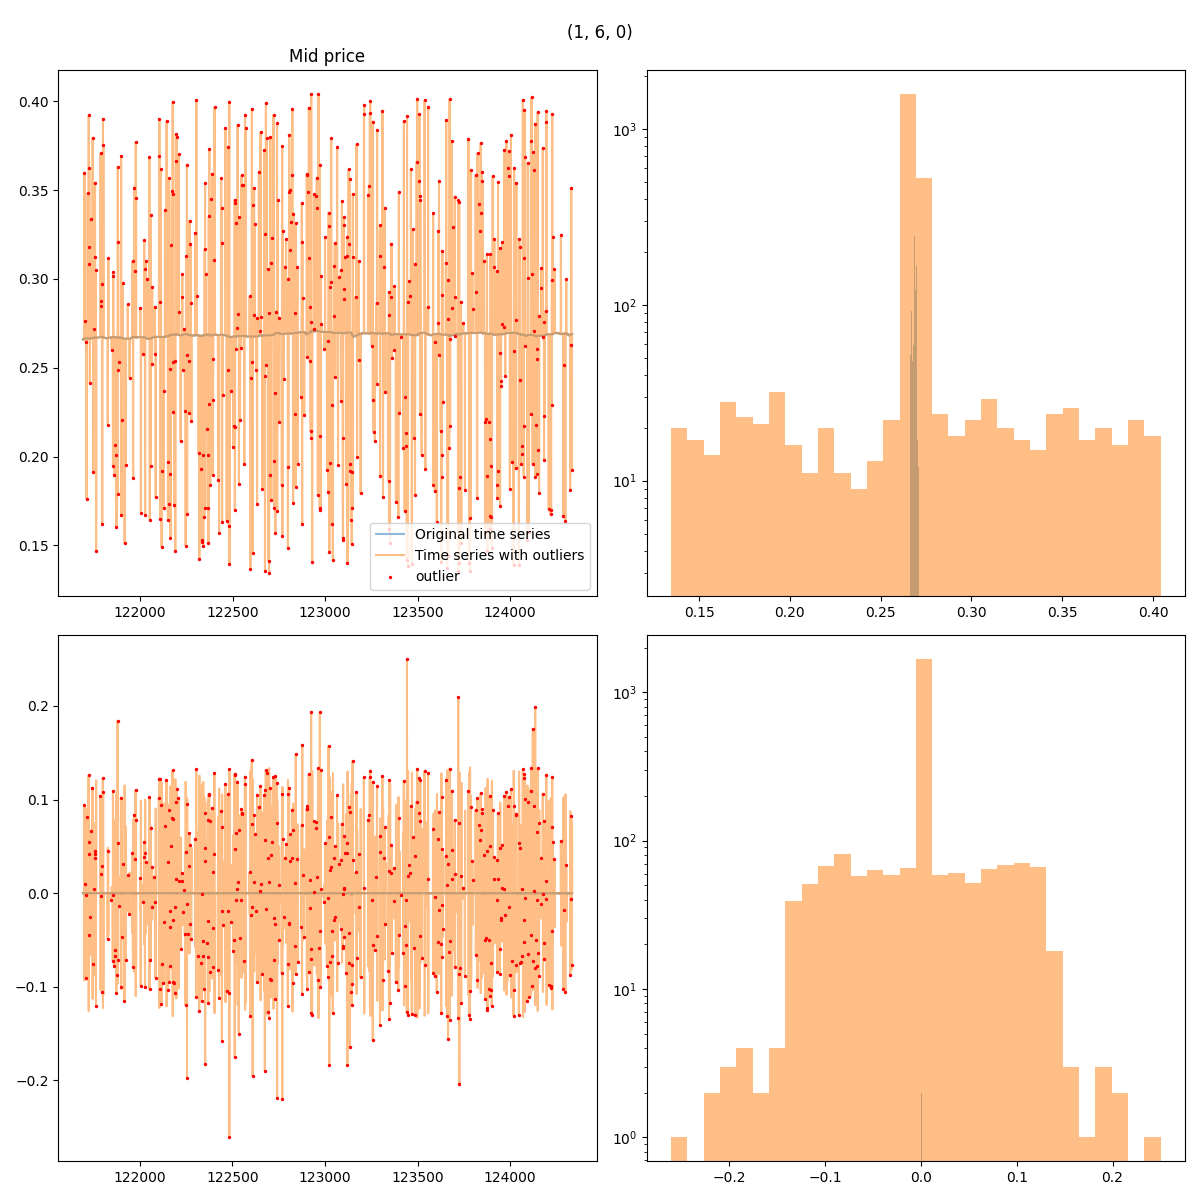 (1, 6, 0)
Mid price
0.40
0.35
0.30
0.25
0.20
0.15
122000 122500 123000 123500 124000
Original time series
Time series with outliers
outlier
10³
10²
10¹
0.15 0.20 0.25 0.30 0.35 0.40
0.2
0.1
0.0
−0.1
−0.2
122000 122500 123000 123500 124000
10³
10²
10¹
10⁰
−0.2 −0.1 0.0 0.1 0.2